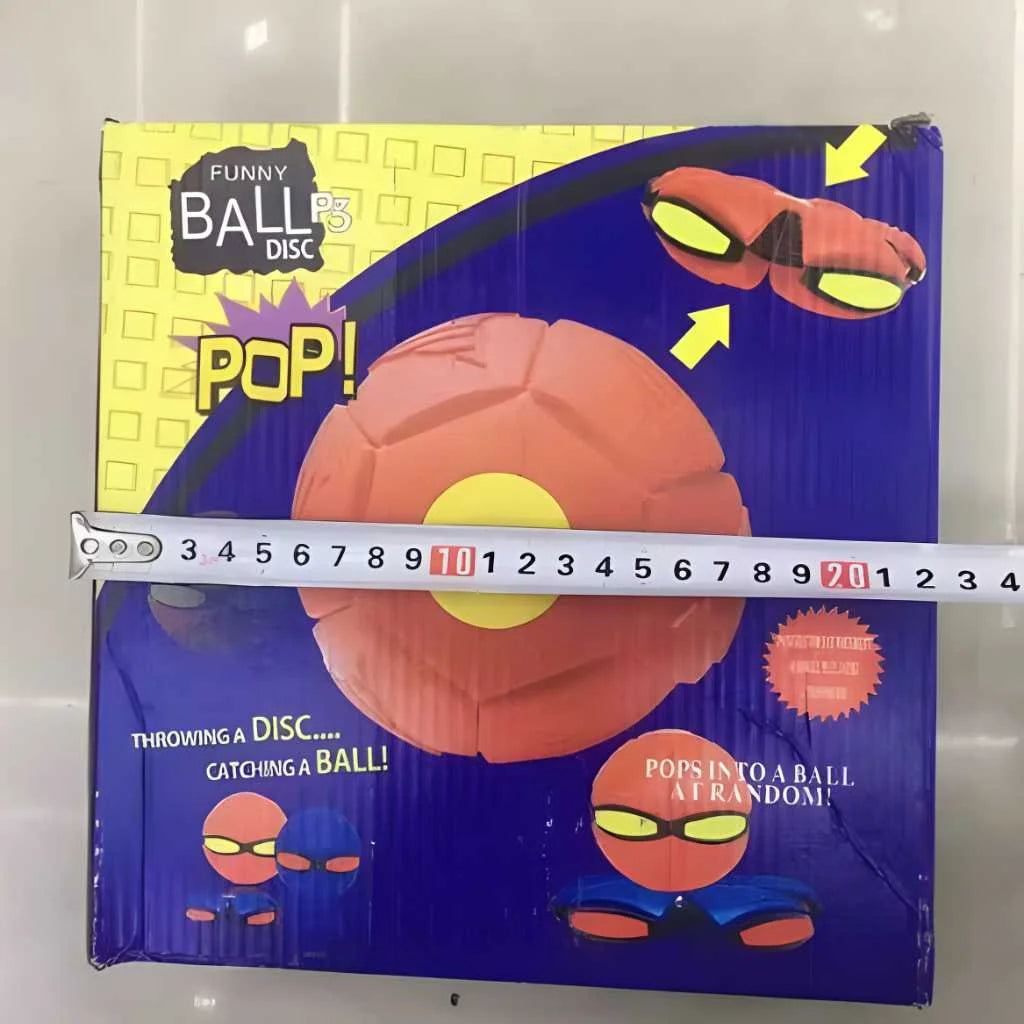 FUNNY
BALL P3
DISC
POP!
3 4 5 6 7 8 9 10 1 2 3 4 5 6 7 8 9 20 1 2 3 4
THROWING A DISC....
CATCHING A BALL!
POPS INTO A BALL
AT RANDOM!